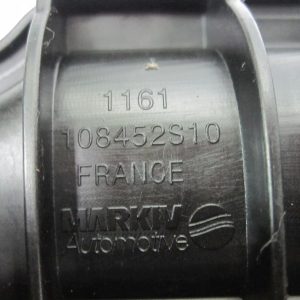 1161
108452S10
FRANCE
MARKIV
Automotive